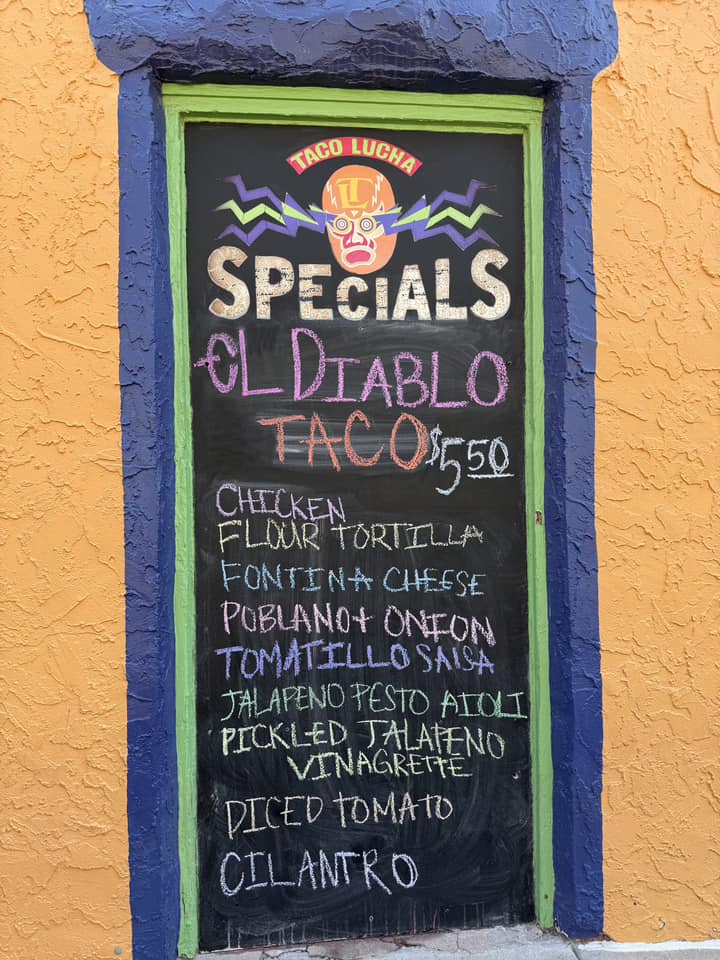 TACO LUCHA
LT
SPECIALS
EL DIABLO
TACO $5.50
CHICKEN
FLOUR TORTILLA
FONTINA CHEESE
POBLANO + ONION
TOMATILLO SALSA
JALAPENO PESTO AIOLI
PICKLED JALAPENO
VINAGRETTE
DICED TOMATO
CILANTRO